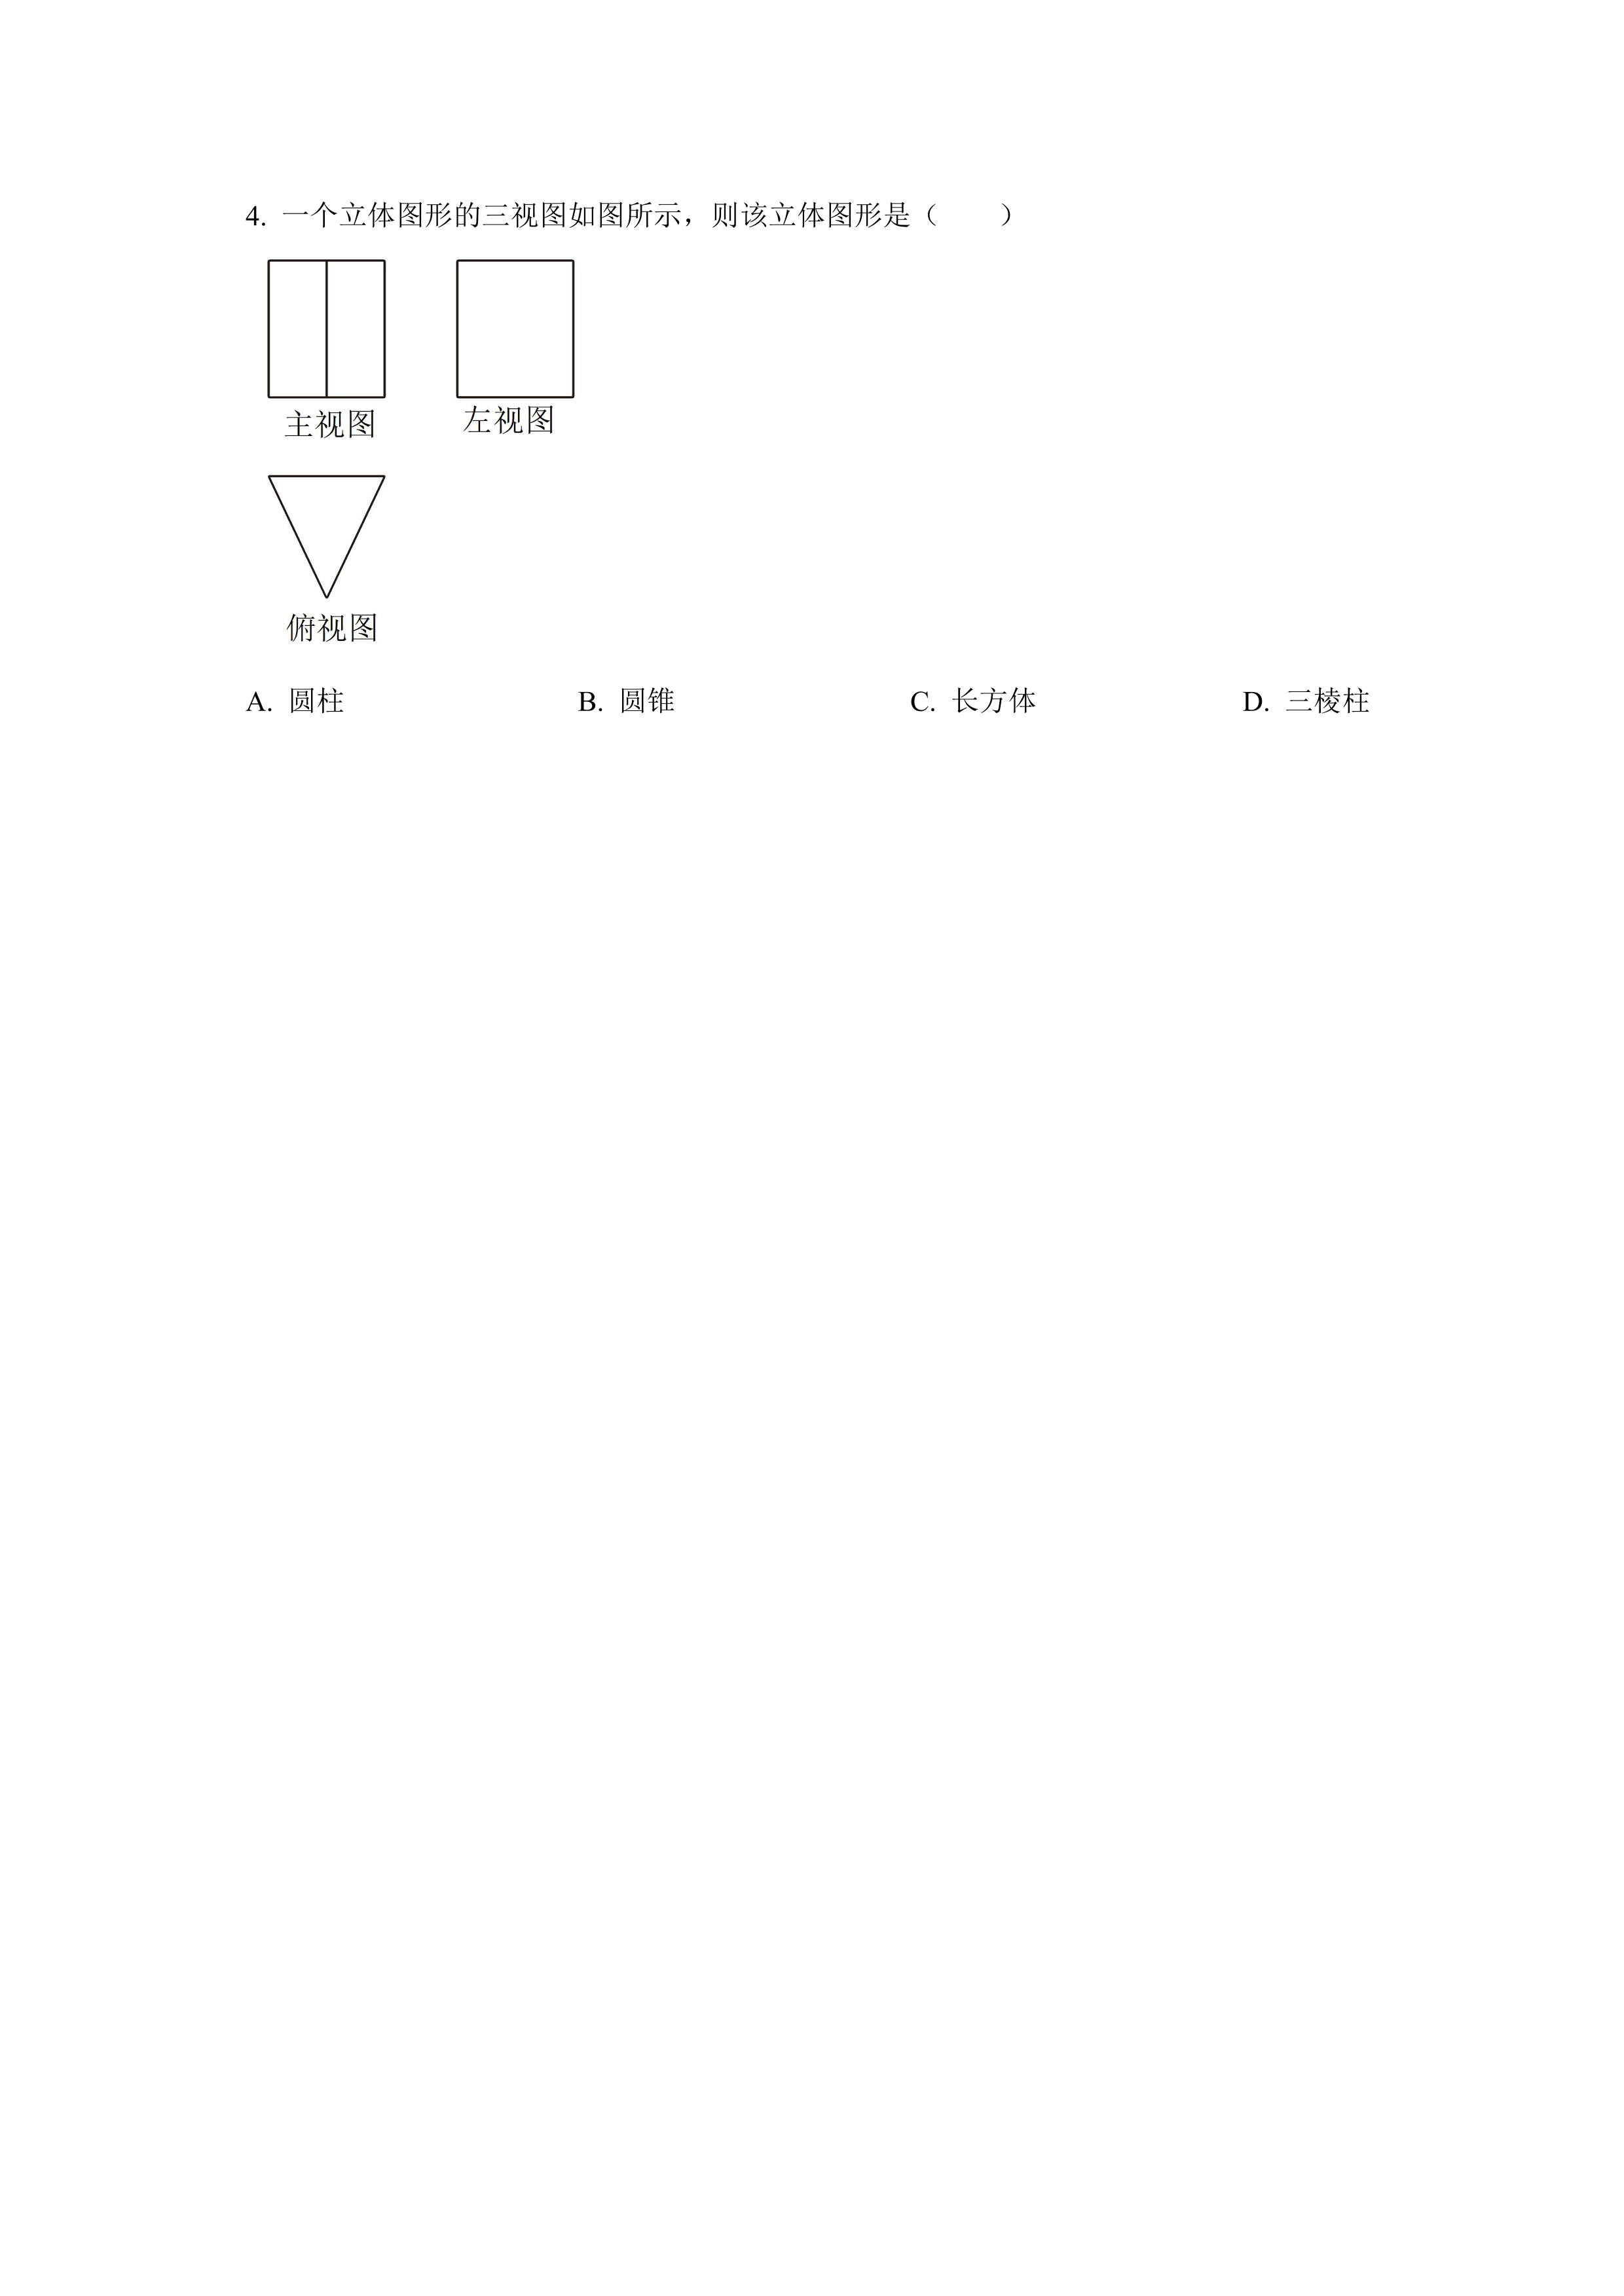 4. 一个立体图形的三视图如图所示，则该立体图形是（　　）
主视图 左视图
俯视图
A. 圆柱 B. 圆锥 C. 长方体 D. 三棱柱